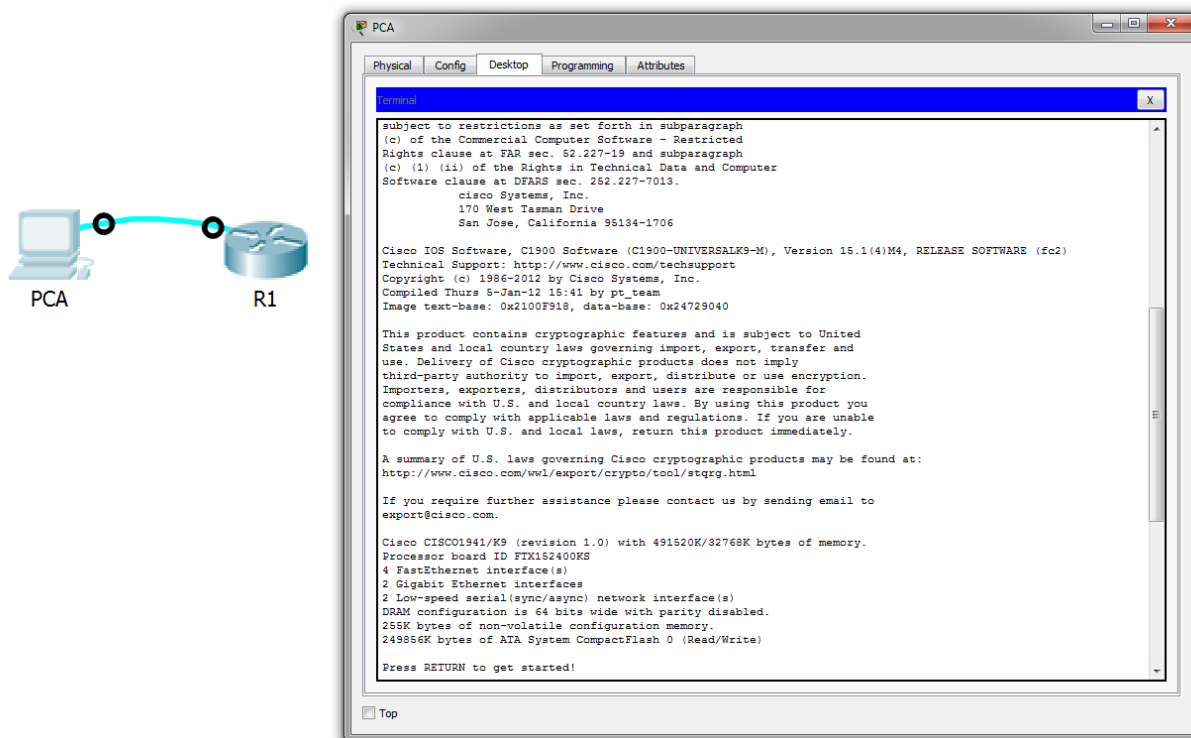 PCA
Physical Config Desktop Programming Attributes
Terminal X
subject to restrictions as set forth in subparagraph
(c) of the Commercial Computer Software - Restricted
Rights clause at FAR sec. 52.227-19 and subparagraph
(c) (1) (ii) of the Rights in Technical Data and Computer
Software clause at DFARS sec. 252.227-7013.
cisco Systems, Inc.
170 West Tasman Drive
San Jose, California 95134-1706
Cisco IOS Software, C1900 Software (C1900-UNIVERSALK9-M), Version 15.1(4)M4, RELEASE SOFTWARE (fc2)
Technical Support: http://www.cisco.com/techsupport
Copyright (c) 1986-2012 by Cisco Systems, Inc.
Compiled Thurs 5-Jan-12 15:41 by pt_team
Image text-base: 0x2100F918, data-base: 0x24729040
This product contains cryptographic features and is subject to United
States and local country laws governing import, export, transfer and
use. Delivery of Cisco cryptographic products does not imply
third-party authority to import, export, distribute or use encryption.
Importers, exporters, distributors and users are responsible for
compliance with U.S. and local country laws. By using this product you
agree to comply with applicable laws and regulations. If you are unable
to comply with U.S. and local laws, return this product immediately.
A summary of U.S. laws governing Cisco cryptographic products may be found at:
http://www.cisco.com/wwl/export/crypto/tool/stqrg.html
If you require further assistance please contact us by sending email to
export@cisco.com.
Cisco CISCO1941/K9 (revision 1.0) with 491520K/32768K bytes of memory.
Processor board ID FTX152400KS
4 FastEthernet interface(s)
2 Gigabit Ethernet interfaces
2 Low-speed serial(sync/async) network interface(s)
DRAM configuration is 64 bits wide with parity disabled.
255K bytes of non-volatile configuration memory.
249856K bytes of ATA System CompactFlash 0 (Read/Write)
Press RETURN to get started!
Top
PCA
R1